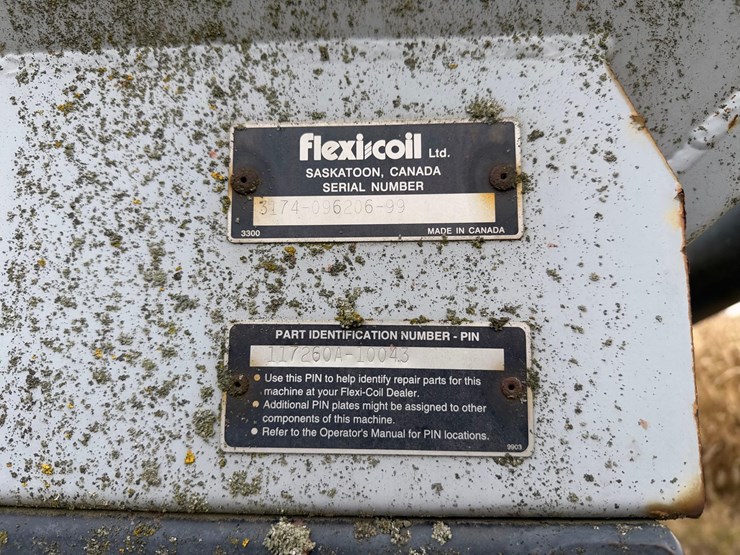 flexi-coil Ltd.
SASKATOON, CANADA
SERIAL NUMBER
3174-096206-99
3300 MADE IN CANADA
PART IDENTIFICATION NUMBER - PIN
117260A-10043
● Use this PIN to help identify repair parts for this
machine at your Flexi-Coil Dealer.
● Additional PIN plates might be assigned to other
components of this machine.
● Refer to the Operator's Manual for PIN locations.
9903